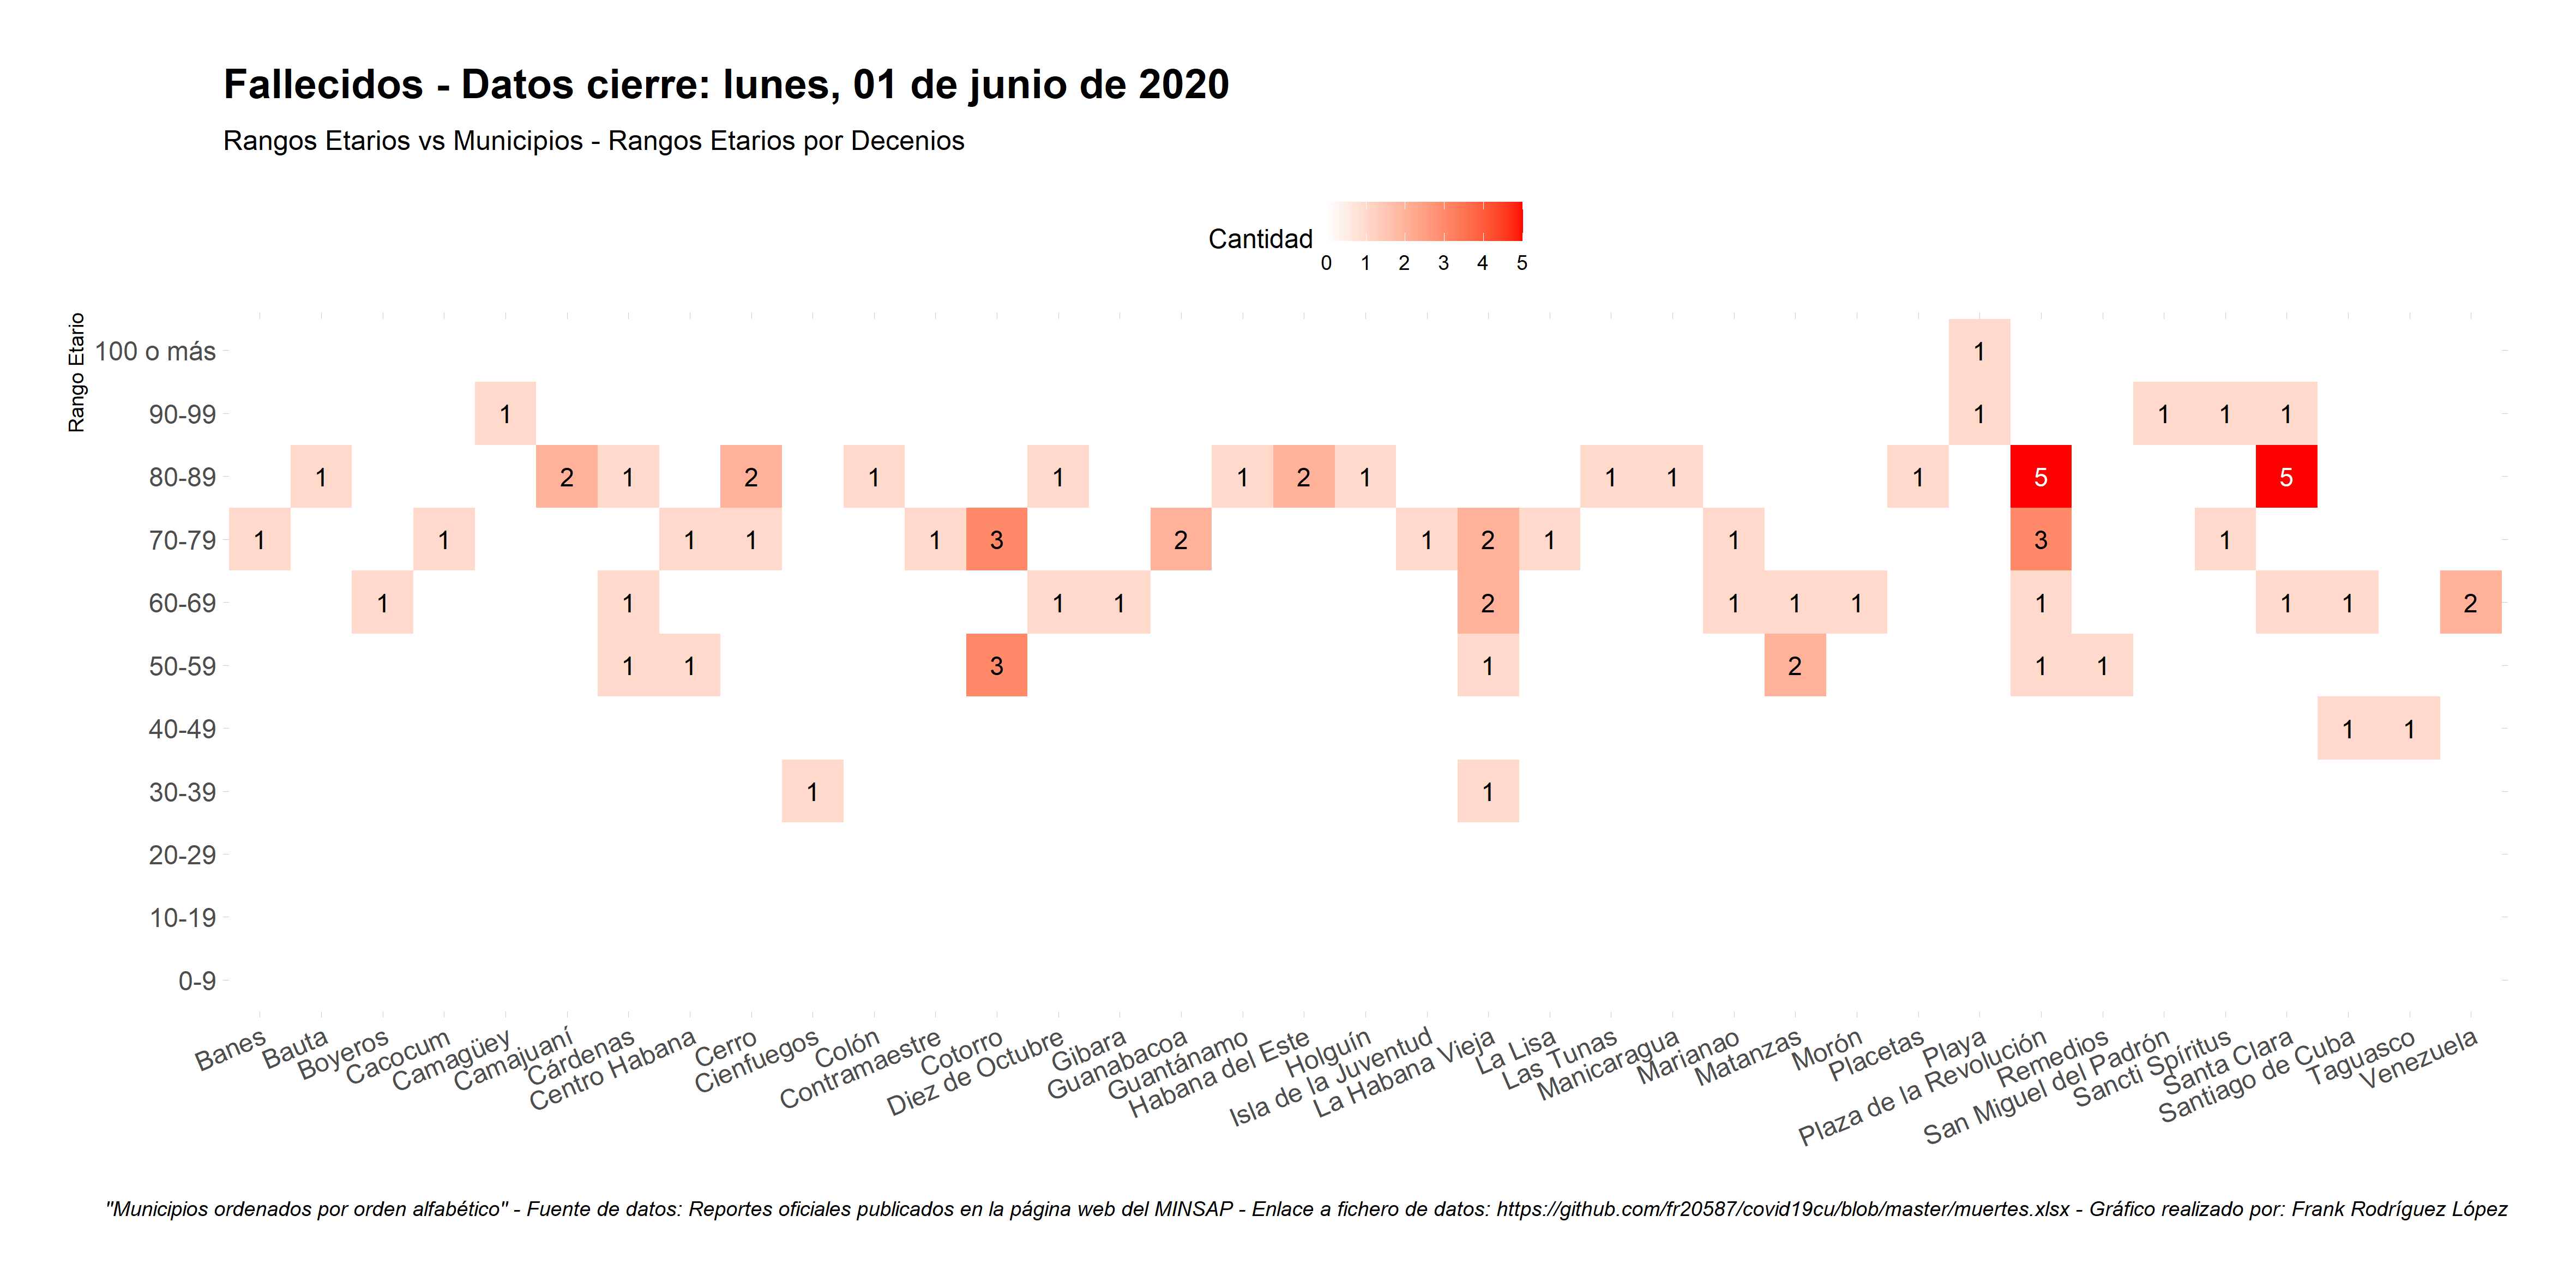 Fallecidos - Datos cierre: lunes, 01 de junio de 2020
Rangos Etarios vs Municipios - Rangos Etarios por Decenios
Cantidad
0 1 2 3 4 5
Rango Etario
100 o más 1
90-99 1 1 1 1 1
80-89 1 2 1 2 1 1 1 2 1 1 1 1 5 5
70-79 1 1 1 1 1 3 2 1 2 1 1 3 1
60-69 1 1 1 1 2 1 1 1 1 1 1 2
50-59 1 1 3 1 2 1 1
40-49 1 1
30-39 1 1
20-29
10-19
0-9
Banes
Bauta
Boyeros
Cacocum
Camagüey
Camajuaní
Cárdenas
Centro Habana
Cerro
Cienfuegos
Colón
Contramaestre
Cotorro
Diez de Octubre
Gibara
Guanabacoa
Guantánamo
Habana del Este
Holguín
Isla de la Juventud
La Habana Vieja
La Lisa
Las Tunas
Manicaragua
Marianao
Matanzas
Morón
Placetas
Playa
Plaza de la Revolución
Remedios
San Miguel del Padrón
Sancti Spíritus
Santa Clara
Santiago de Cuba
Taguasco
Venezuela
"Municipios ordenados por orden alfabético" - Fuente de datos: Reportes oficiales publicados en la página web del MINSAP - Enlace a fichero de datos: https://github.com/fr20587/covid19cu/blob/master/muertes.xlsx - Gráfico realizado por: Frank Rodríguez López